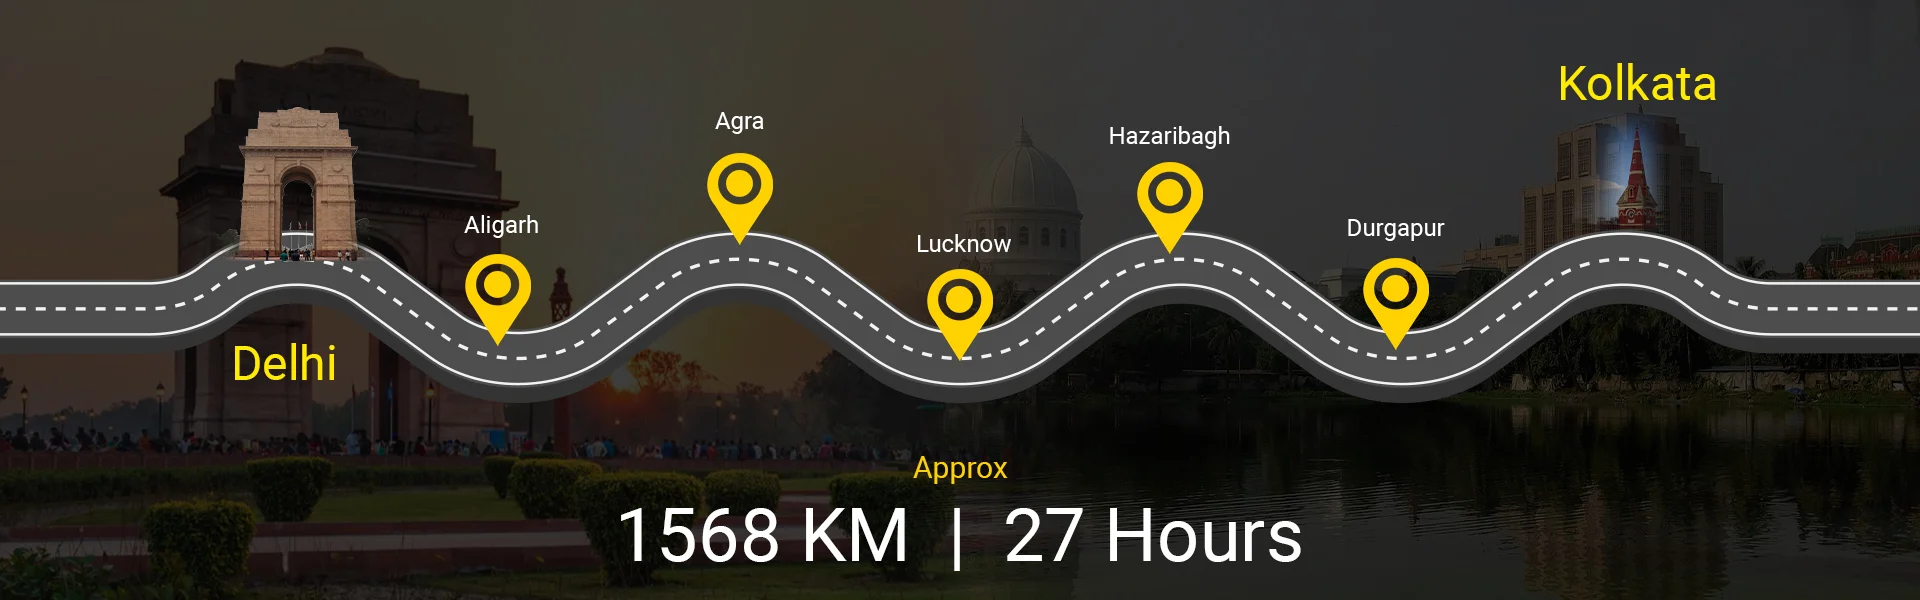 Kolkata
Agra
Hazaribagh
Aligarh
Durgapur
Lucknow
Delhi
Approx
1568 KM | 27 Hours